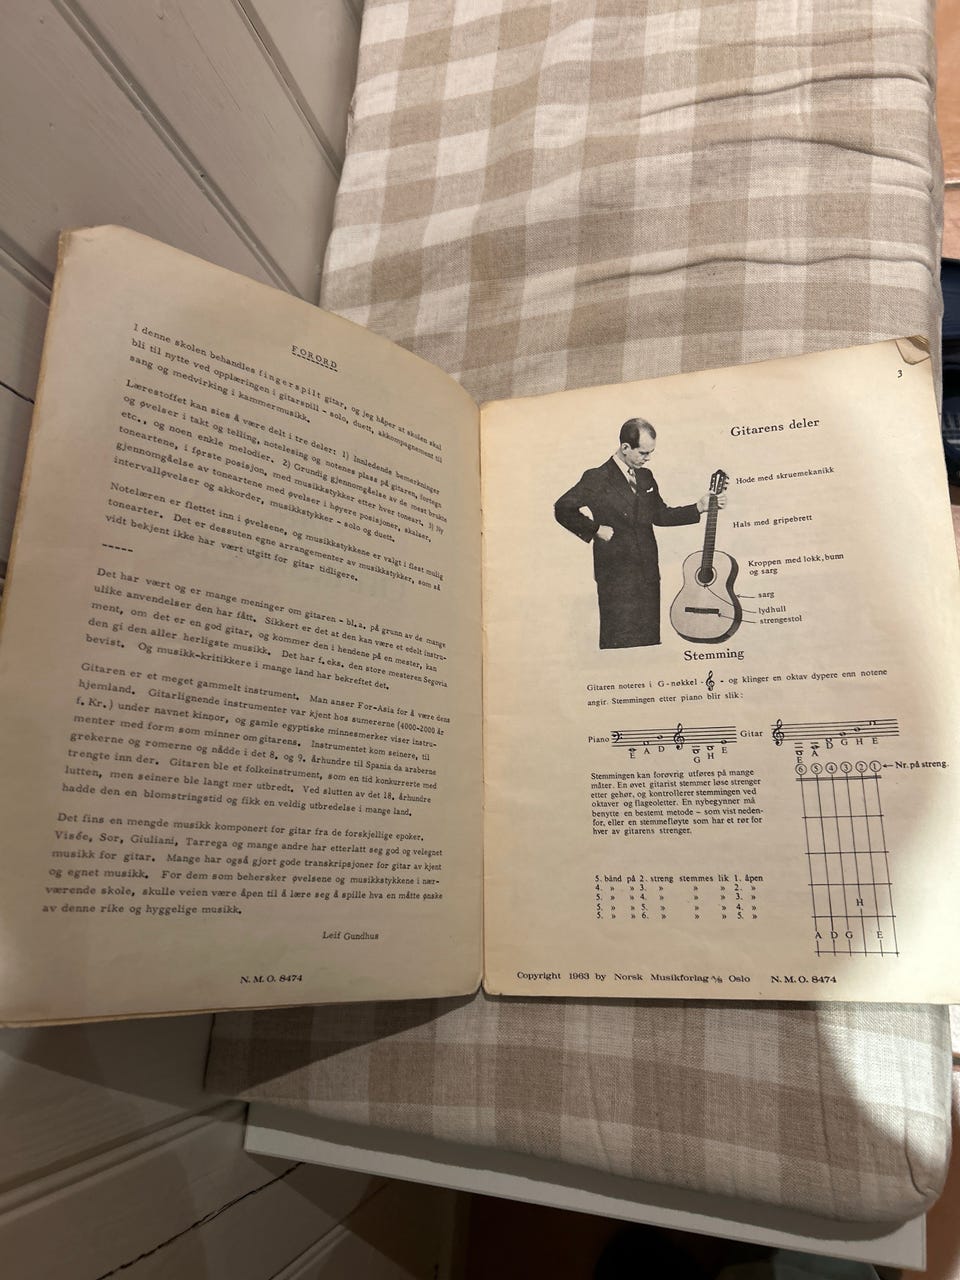 FORORD
I denne skolen behandles fingerspilt gitar, og jeg håper at skolen skal
bli til nytte ved opplæringen i gitarspill - solo, duett, akkompagnement til
sang og medvirking i kammermusikk.
Lærestoffet kan sies å være delt i tre deler: 1) Innledende bemerkninger
og øvelser i takt og telling, notelesing og notenes plass på gitaren, fortegn
etc., og noen enkle melodier. 2) Grundig gjennomgåelse av de mest brukte
toneartene, i første posisjon, med musikkstykker etter hver toneart. 3) Ny
gjennomgåelse av toneartene med øvelser i høyere posisjoner, skalaer,
intervalløvelser og akkorder, musikkstykker - solo og duett.
Notelæren er flettet inn i øvelsene, og musikkstykkene er valgt i flest mulig
tonearter. Det er dessuten egne arrangementer av musikkstykker, som så
vidt bekjent ikke har vært utgitt for gitar tidligere.
-----
Det har vært og er mange meninger om gitaren - bl.a. på grunn av de mange
ulike anvendelser den har fått. Sikkert er det at den kan være et edelt instru-
ment, om det er en god gitar, og kommer den i hendene på en mester, kan
den gi den aller herligste musikk. Det har f.eks. den store mesteren Segovia
bevist. Og musikk-kritikkere i mange land har bekreftet det.
Gitaren er et meget gammelt instrument. Man anser For-Asia for å være dens
hjemland. Gitarlignende instrumenter var kjent hos sumererne (4000-2000 år
f. Kr.) under navnet kinnor, og gamle egyptiske minnesmerker viser instru-
menter med form som minner om gitarens. Instrumentet kom seinere, til
grekerne og romerne og nådde i det 8. og 9. århundre til Spania da araberne
trengte inn der. Gitaren ble et folkeinstrument, som en tid konkurrerte med
lutten, men seinere ble langt mer utbredt. Ved slutten av det 18. århundre
hadde den en blomstringstid og fikk en veldig utbredelse i mange land.
Det fins en mengde musikk komponert for gitar fra de forskjellige epoker.
Visée, Sor, Giuliani, Tarrega og mange andre har etterlatt seg god og velegnet
musikk for gitar. Mange har også gjort gode transkripsjoner for gitar av kjent
og egnet musikk. For dem som behersker øvelsene og musikkstykkene i nær-
værende skole, skulle veien være åpen til å lære seg å spille hva en måtte ønske
av denne rike og hyggelige musikk.
Leif Gundhus
N. M. O. 8474
3
Gitarens deler
Hode med skruemekanikk
Hals med gripebrett
Kroppen med lokk, bunn
og sarg
sarg
lydhull
strengestol
Stemming
Gitaren noteres i G-nøkkel - - og klinger en oktav dypere enn notene
angir. Stemmingen etter piano blir slik:
Piano E A D G H E Gitar E A D G H E
6 5 4 3 2 1 Nr. på streng.
Stemmingen kan forøvrig utføres på mange
måter. En øvet gitarist stemmer løse strenger
etter gehør, og kontrollerer stemmingen ved
oktaver og flageoletter. En nybegynner må
benytte en bestemt metode – som vist neden-
for, eller en stemmefløyte som har et rør for
hver av gitarens strenger.
5. bånd på 2. streng stemmes lik 1. åpen
4. » » 3. » » » 2. »
5. » » 4. » » » 3. »
5. » » 5. » » » 4. »
5. » » 6. » » » 5. »
H
A D G E
Copyright 1963 by Norsk Musikforlag A/S Oslo N. M. O. 8474